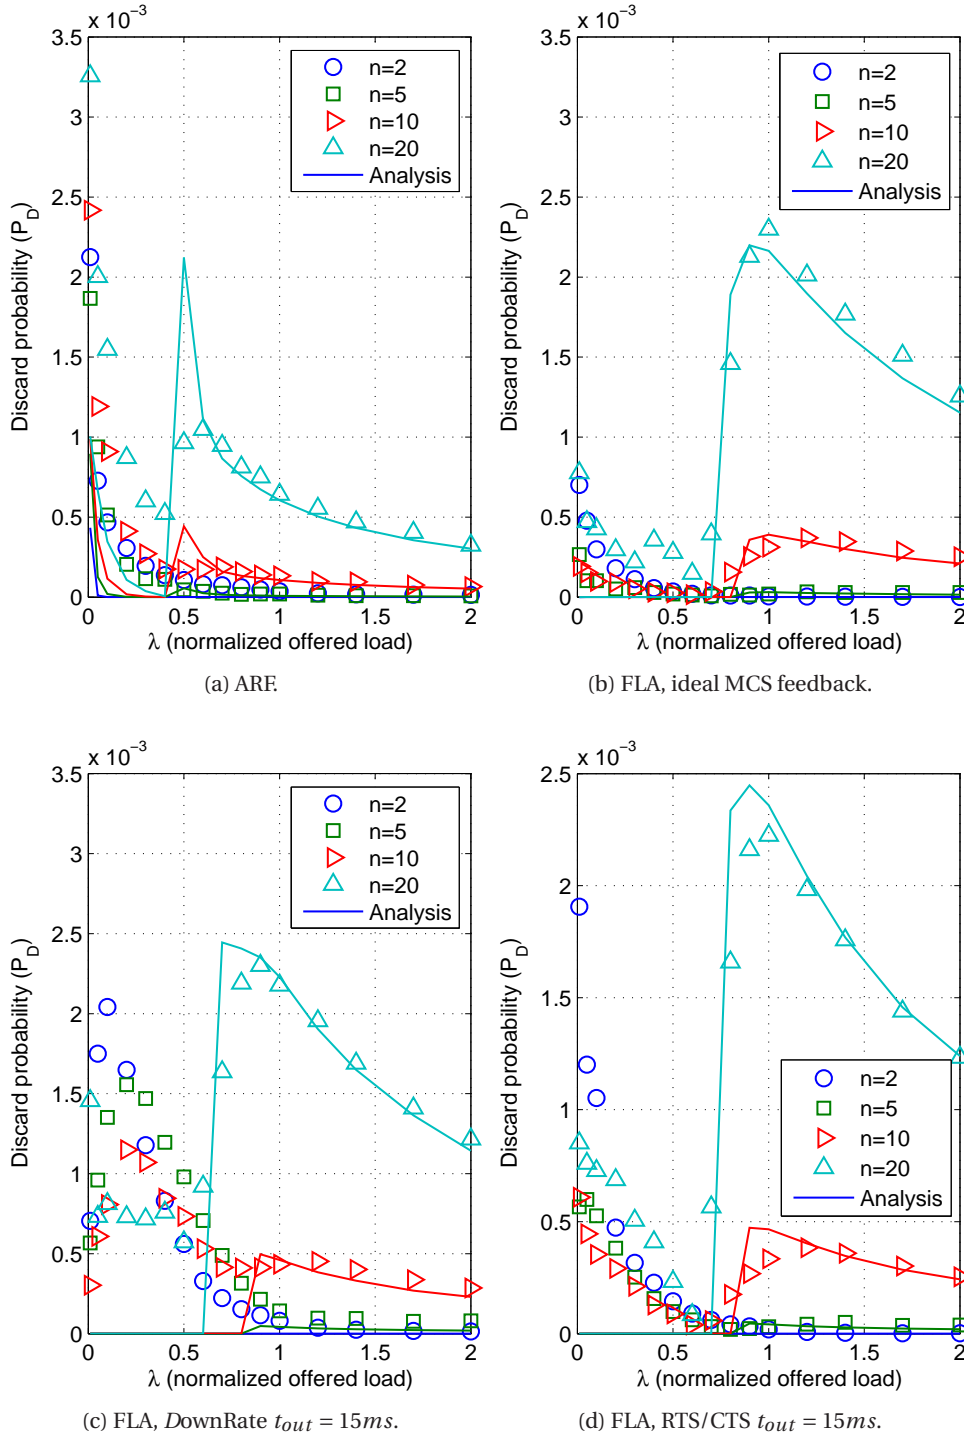 x 10−3
3.5
3
2.5
2
1.5
1
0.5
0
Discard probability (PD)
n=2
n=5
n=10
n=20
Analysis
0 0.5 1 1.5 2
λ (normalized offered load)
(a) ARF.
x 10−3
3.5
3
2.5
2
1.5
1
0.5
0
Discard probability (PD)
n=2
n=5
n=10
n=20
Analysis
0 0.5 1 1.5 2
λ (normalized offered load)
(b) FLA, ideal MCS feedback.
x 10−3
3.5
3
2.5
2
1.5
1
0.5
0
Discard probability (PD)
n=2
n=5
n=10
n=20
Analysis
0 0.5 1 1.5 2
λ (normalized offered load)
(c) FLA, DownRate tout = 15ms.
x 10−3
2.5
2
1.5
1
0.5
0
Discard probability (PD)
n=2
n=5
n=10
n=20
Analysis
0 0.5 1 1.5 2
λ (normalized offered load)
(d) FLA, RTS/CTS tout = 15ms.